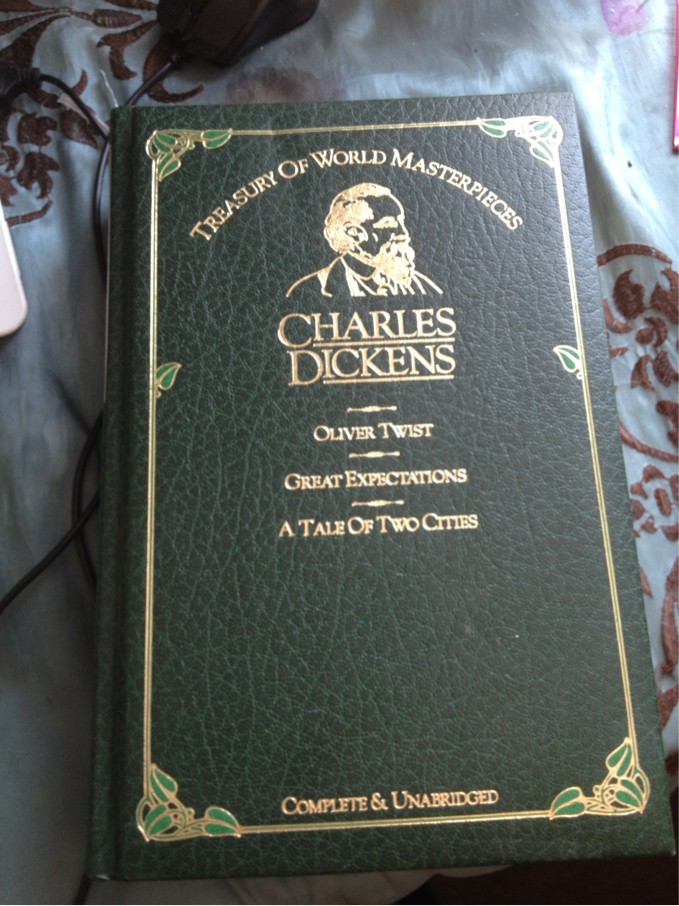 Treasury Of World Masterpieces
Charles
Dickens
Oliver Twist
Great Expectations
A Tale Of Two Cities
Complete & Unabridged